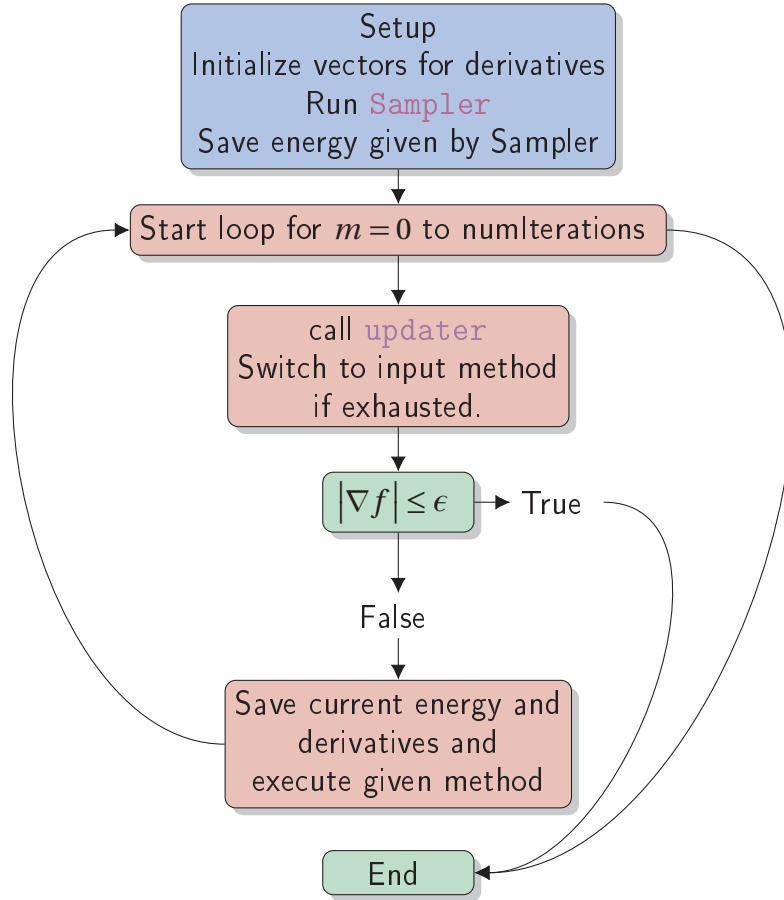 Setup
Initialize vectors for derivatives
Run Sampler
Save energy given by Sampler
Start loop for m = 0 to numIterations
call updater
Switch to input method
if exhausted.
|∇f| ≤ ϵ
True
False
Save current energy and
derivatives and
execute given method
End